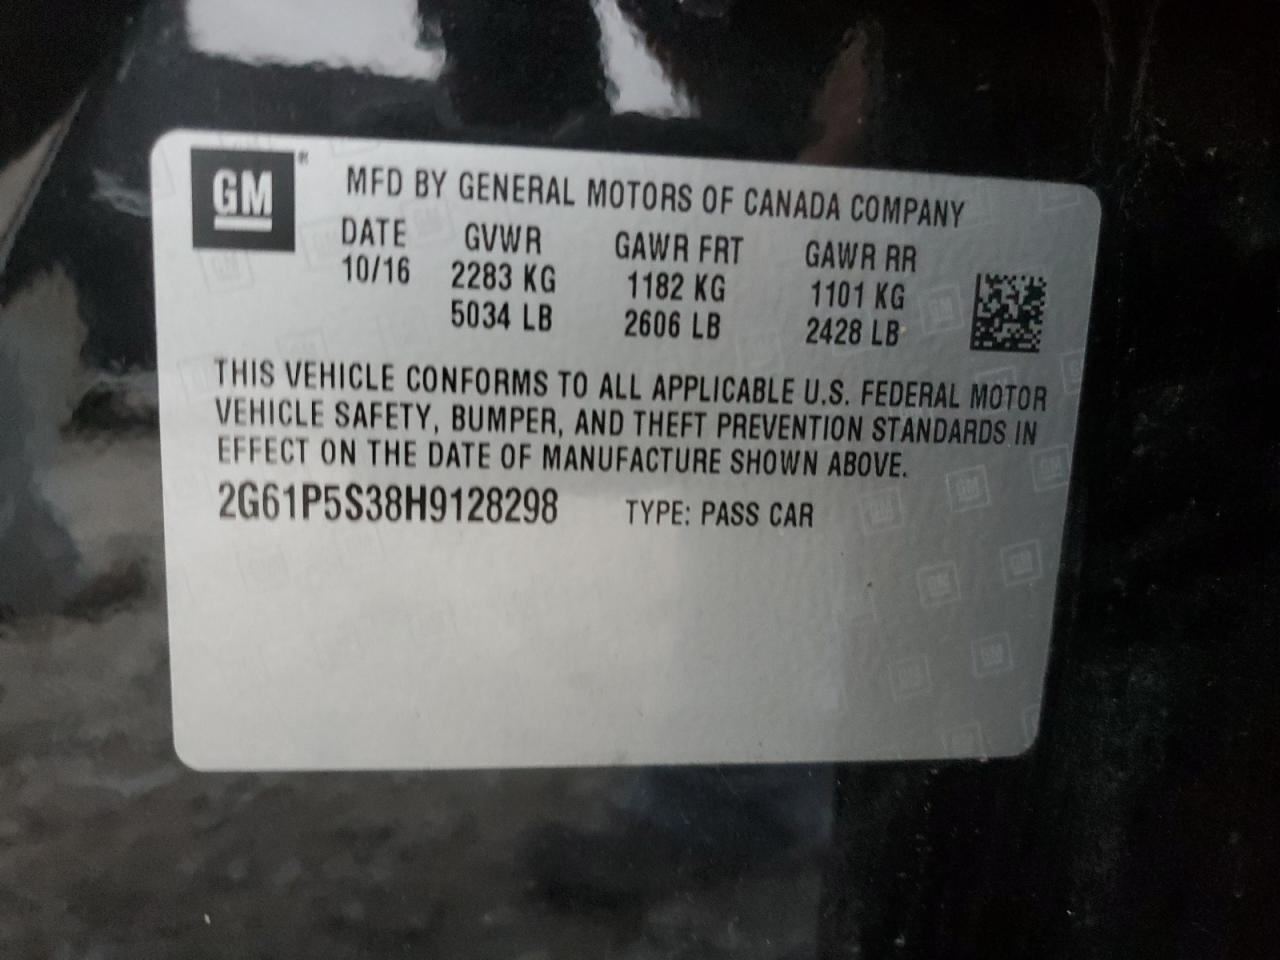 GM®
MFD BY GENERAL MOTORS OF CANADA COMPANY
DATE GVWR GAWR FRT GAWR RR
10/16 2283 KG 1182 KG 1101 KG
5034 LB 2606 LB 2428 LB
THIS VEHICLE CONFORMS TO ALL APPLICABLE U.S. FEDERAL MOTOR
VEHICLE SAFETY, BUMPER, AND THEFT PREVENTION STANDARDS IN
EFFECT ON THE DATE OF MANUFACTURE SHOWN ABOVE.
2G61P5S38H9128298 TYPE: PASS CAR